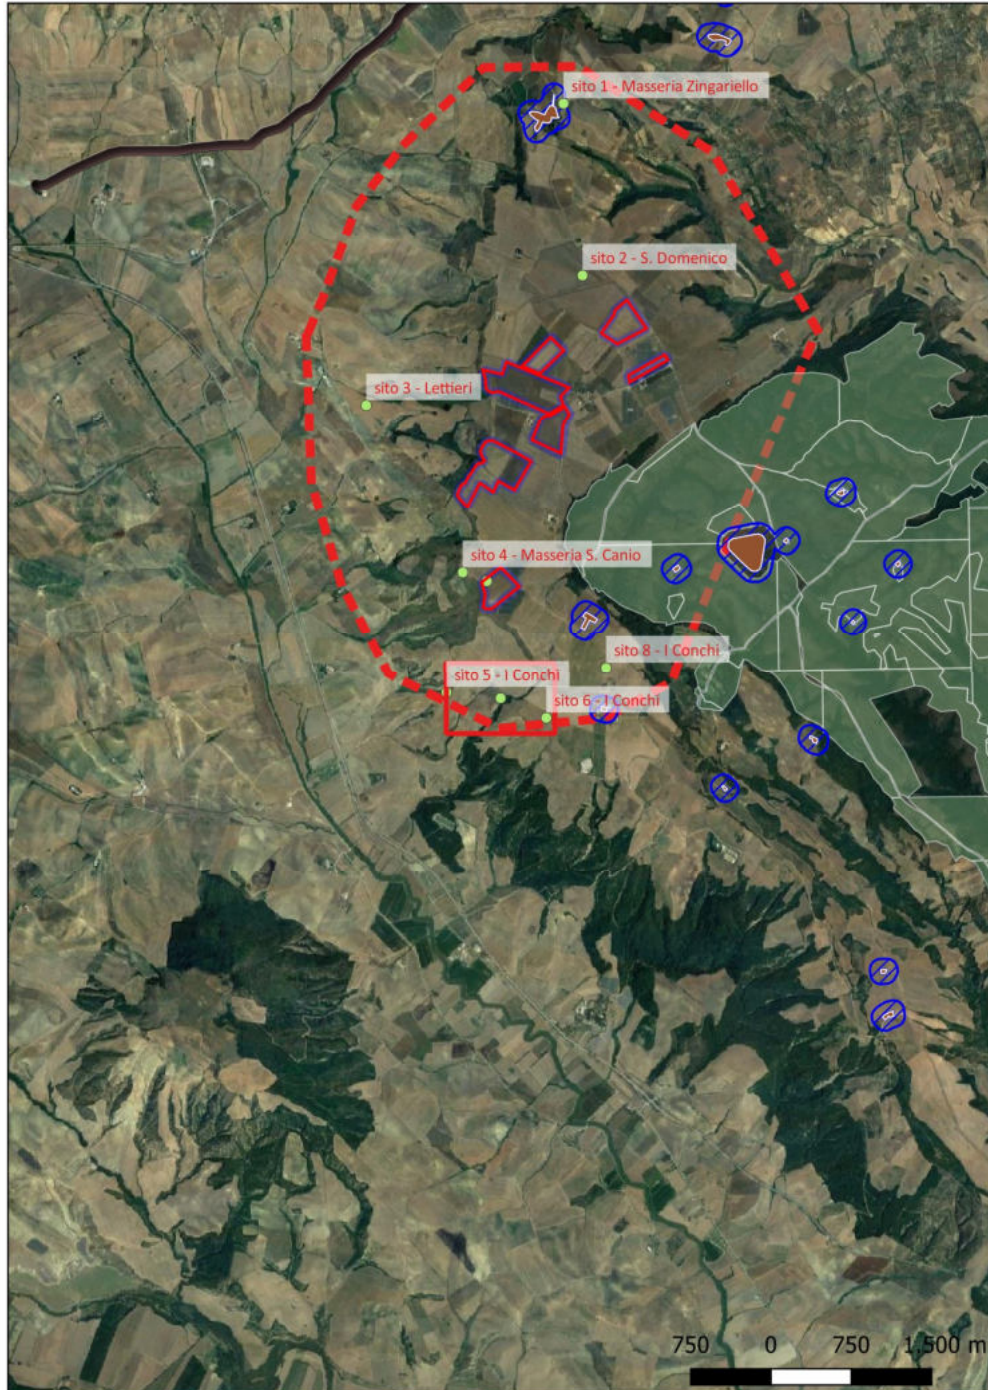 sito 1 - Masseria Zingariello
sito 2 - S. Domenico
sito 3 - Lettieri
sito 4 - Masseria S. Canio
sito 8 - I Conchi
sito 5 - I Conchi
sito 6 - I Conchi
750 0 750 1.500 m